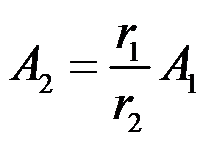 A₂ = r₁/r₂ A₁